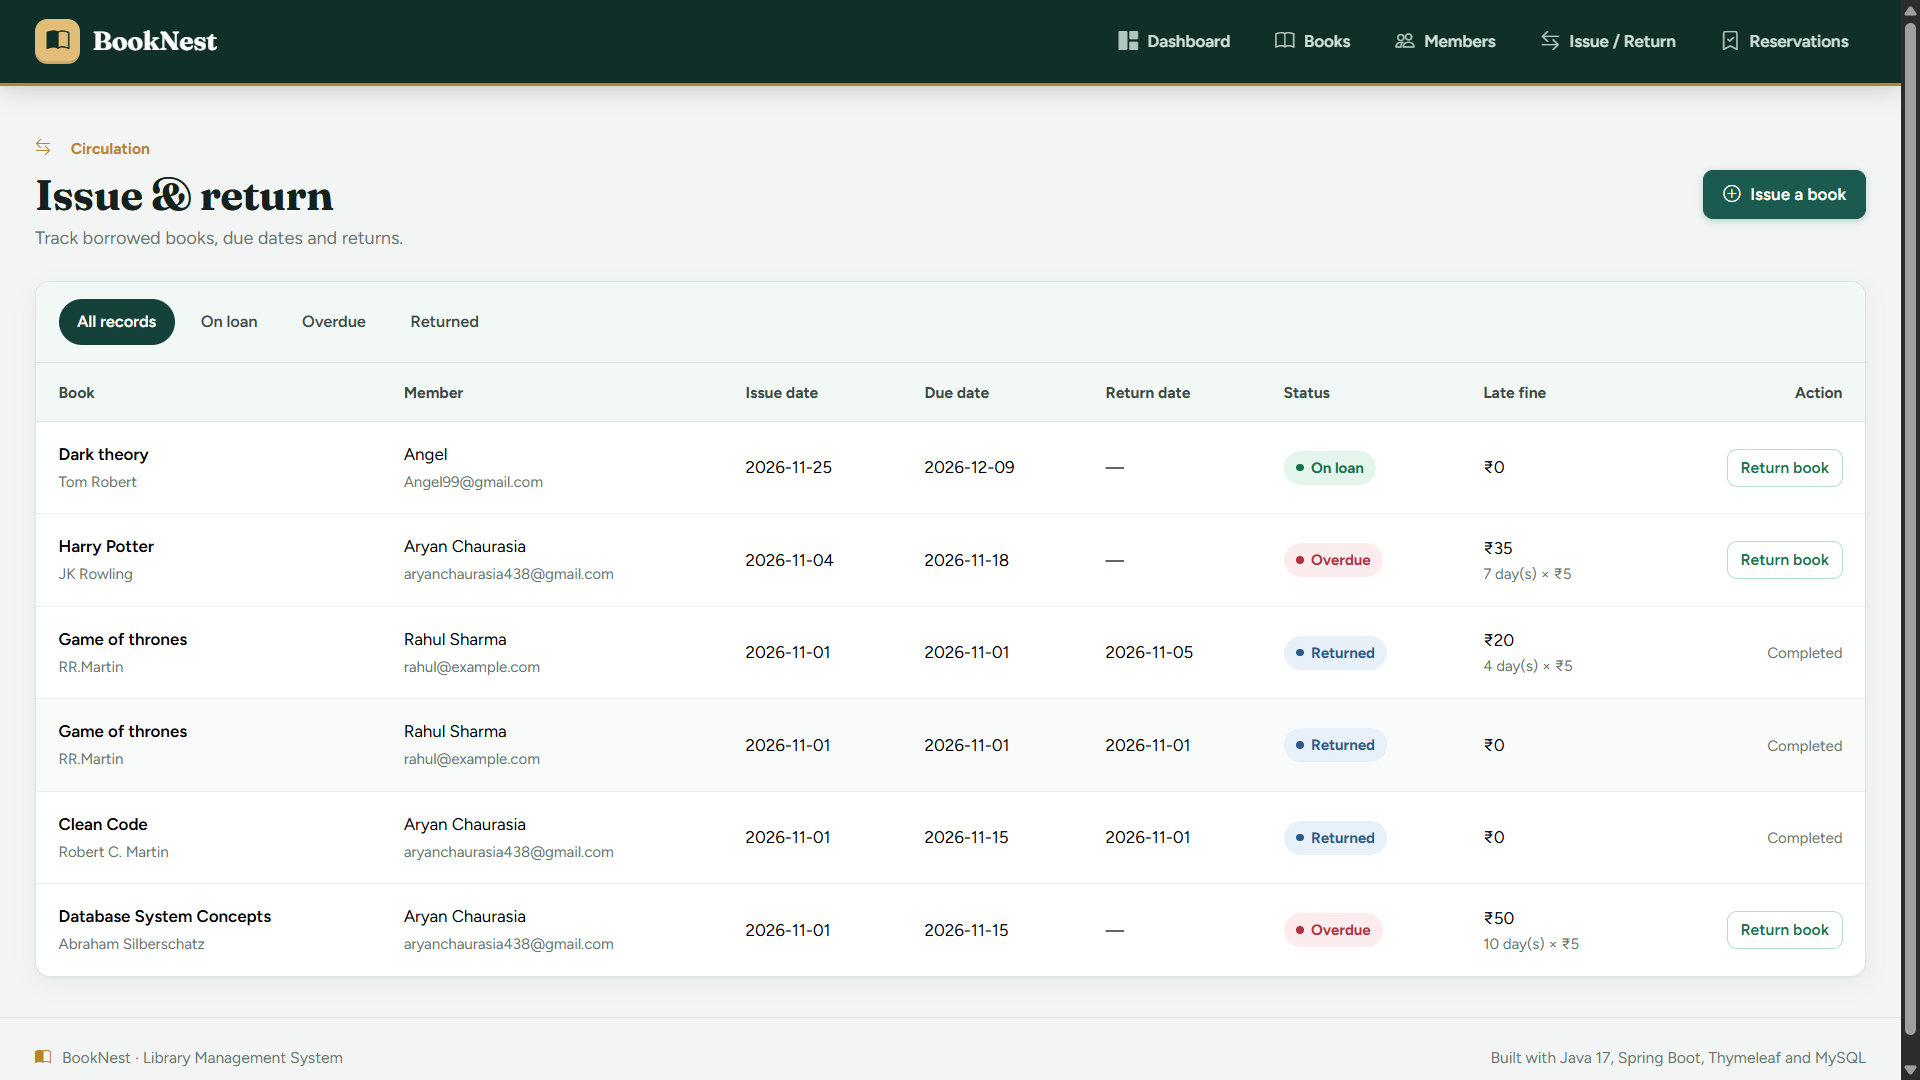 BookNest
Dashboard
Books
Members
Issue / Return
Reservations
Circulation
Issue & return
Track borrowed books, due dates and returns.
Issue a book
All records
On loan
Overdue
Returned
Book Member Issue date Due date Return date Status Late fine Action
Dark theory
Tom Robert
Angel
Angel99@gmail.com
2026-11-25
2026-12-09
—
On loan
₹0
Return book
Harry Potter
JK Rowling
Aryan Chaurasia
aryanchaurasia438@gmail.com
2026-11-04
2026-11-18
—
Overdue
₹35
7 day(s) × ₹5
Return book
Game of thrones
RR.Martin
Rahul Sharma
rahul@example.com
2026-11-01
2026-11-01
2026-11-05
Returned
₹20
4 day(s) × ₹5
Completed
Game of thrones
RR.Martin
Rahul Sharma
rahul@example.com
2026-11-01
2026-11-01
2026-11-01
Returned
₹0
Completed
Clean Code
Robert C. Martin
Aryan Chaurasia
aryanchaurasia438@gmail.com
2026-11-01
2026-11-15
2026-11-01
Returned
₹0
Completed
Database System Concepts
Abraham Silberschatz
Aryan Chaurasia
aryanchaurasia438@gmail.com
2026-11-01
2026-11-15
—
Overdue
₹50
10 day(s) × ₹5
Return book
BookNest · Library Management System
Built with Java 17, Spring Boot, Thymeleaf and MySQL